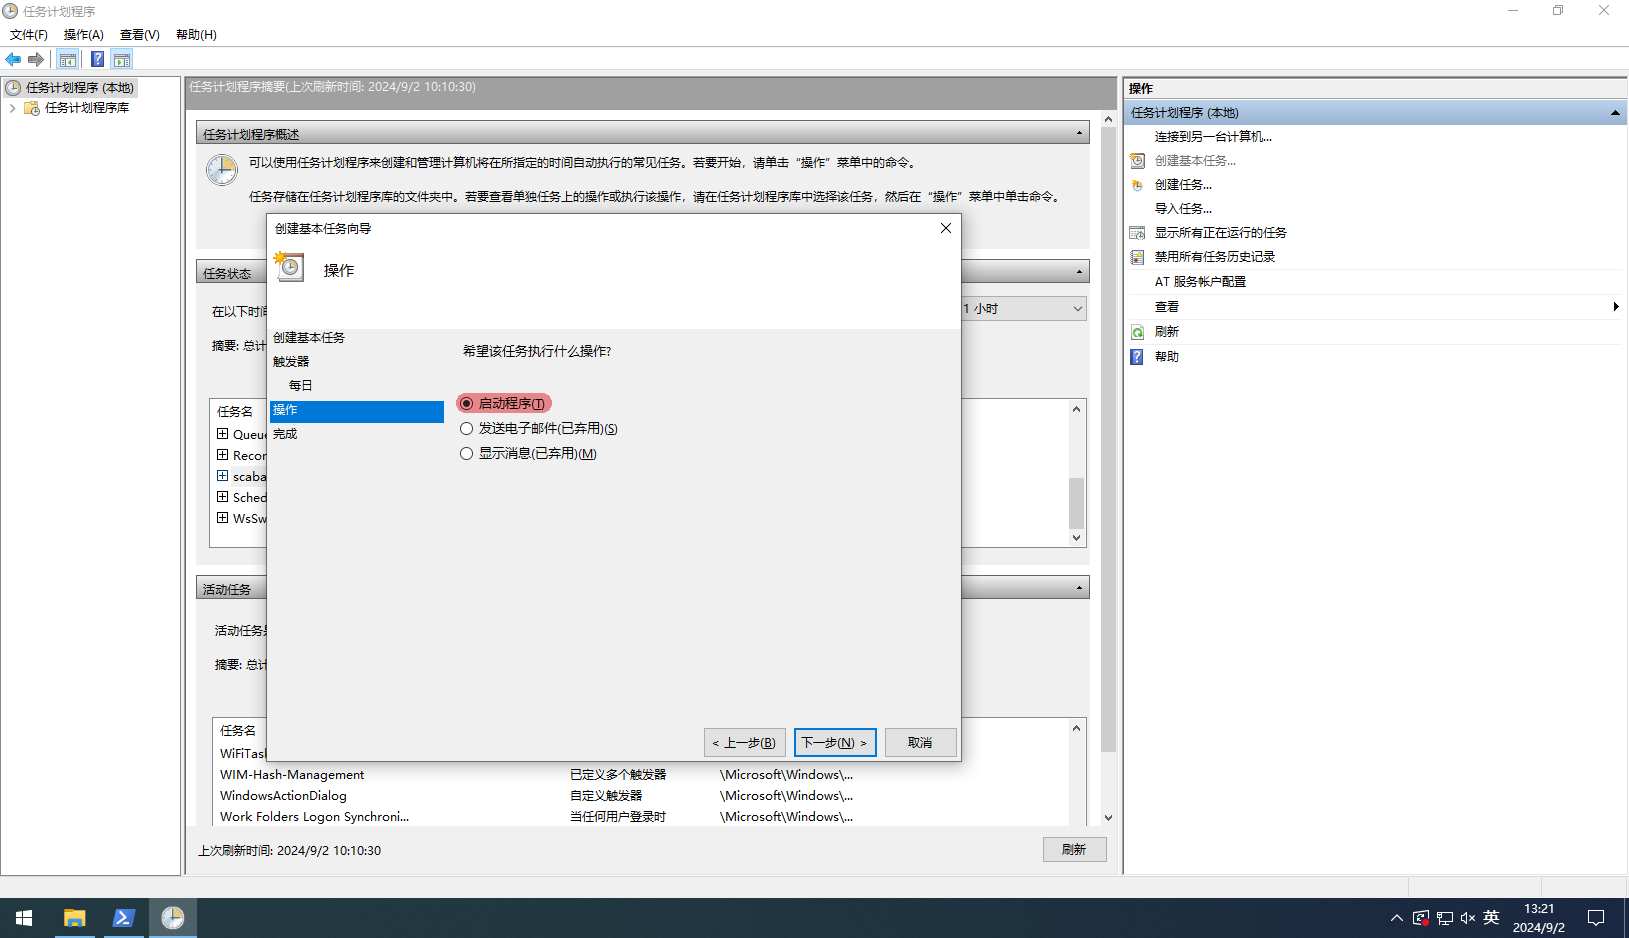 任务计划程序
文件(F) 操作(A) 查看(V) 帮助(H)
任务计划程序 (本地)
任务计划程序库
任务计划程序摘要(上次刷新时间: 2024/9/2 10:10:30)
任务计划程序概述
可以使用任务计划程序来创建和管理计算机将在所指定的时间自动执行的常见任务。若要开始，请单击“操作”菜单中的命令。
任务存储在任务计划程序库的文件夹中。若要查看单独任务上的操作或执行该操作，请在任务计划程序库中选择该任务，然后在“操作”菜单中单击命令。
任务状态
在以下时间
1 小时
摘要: 总计
任务名
Queue
Recor
scaba
Sched
WsSw
创建基本任务向导
操作
创建基本任务
触发器
每日
操作
完成
希望该任务执行什么操作?
启动程序(T)
发送电子邮件(已弃用)(S)
显示消息(已弃用)(M)
< 上一步(B) 下一步(N) > 取消
活动任务
活动任务是
摘要: 总计
任务名
WiFiTask
WIM-Hash-Management 已定义多个触发器 \Microsoft\Windows\...
WindowsActionDialog 自定义触发器 \Microsoft\Windows\...
Work Folders Logon Synchroni... 当任何用户登录时 \Microsoft\Windows\...
上次刷新时间: 2024/9/2 10:10:30
刷新
操作
任务计划程序 (本地)
连接到另一台计算机...
创建基本任务...
创建任务...
导入任务...
显示所有正在运行的任务
禁用所有任务历史记录
AT 服务帐户配置
查看
刷新
帮助
英
13:21
2024/9/2